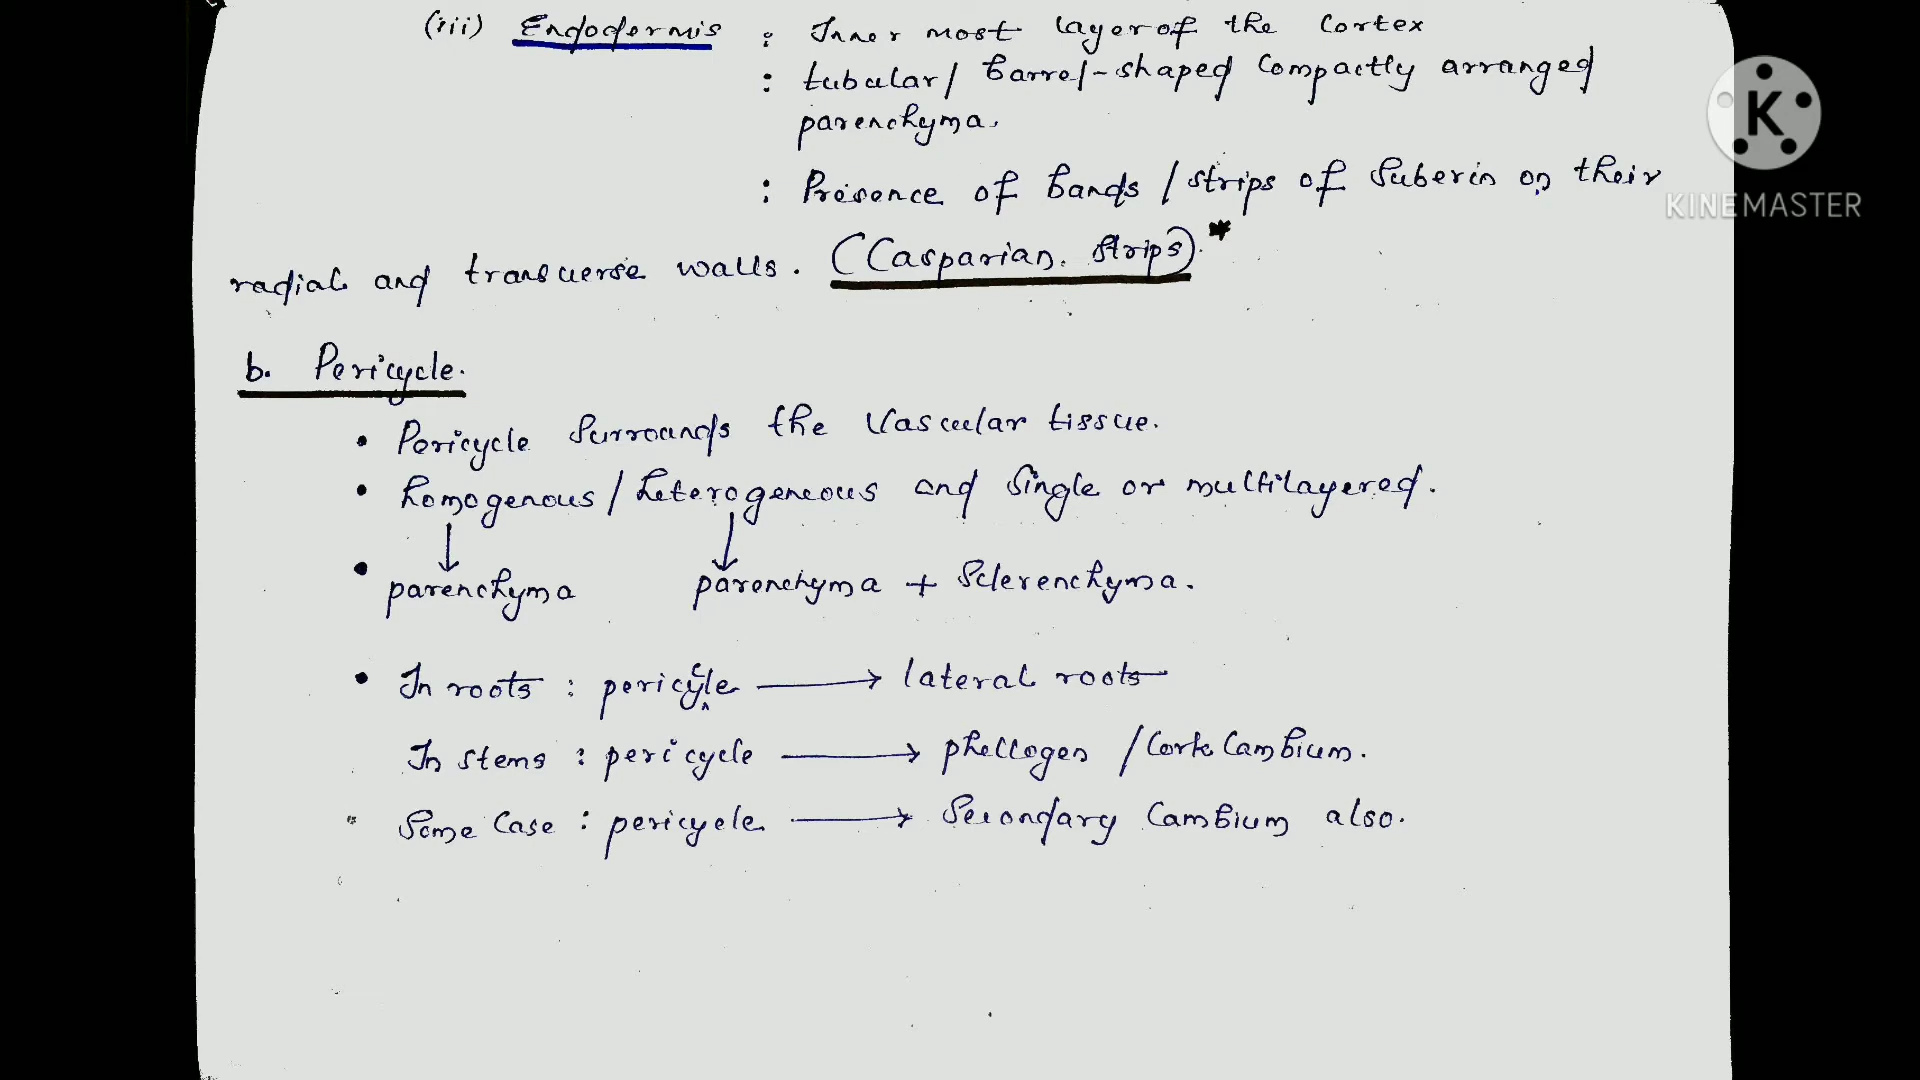 (iii) Endodermis : Inner most layer of the Cortex
: tubular/ barrel-shaped Compactly arranged
parenchyma.
: Presence of bands / strips of Suberin on their
radial and transverse walls. (Casparian. Strips).*
b. Pericycle.
• Pericycle Surrounds the Vascular tissue.
• homogenous / heterogeneous and Single or multilayered.
• parenchyma parenchyma + Sclerenchyma.
• In roots : pericycle → lateral roots
In stems : pericycle → phellogen / Cork Cambium.
Some Case : pericycle → Secondary Cambium also.
K
KINEMASTER